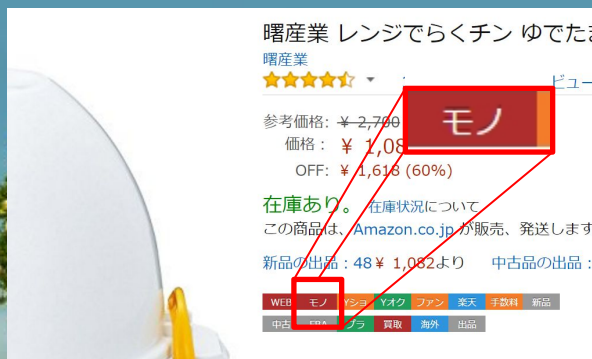 曙産業 レンジでらくチン ゆでたま
曙産業
ビュー
参考価格: ¥ 2,700
価格: ¥ 1,08
OFF: ¥ 1,618 (60%)
モノ
在庫あり。 在庫状況について
この商品は、Amazon.co.jp が販売、発送します
新品の出品:48¥ 1,082より 中古品の出品:
WEB モノ Yショ Yオク ファン 楽天 手数料 新品
中古 FBA プラ 買取 海外 出品